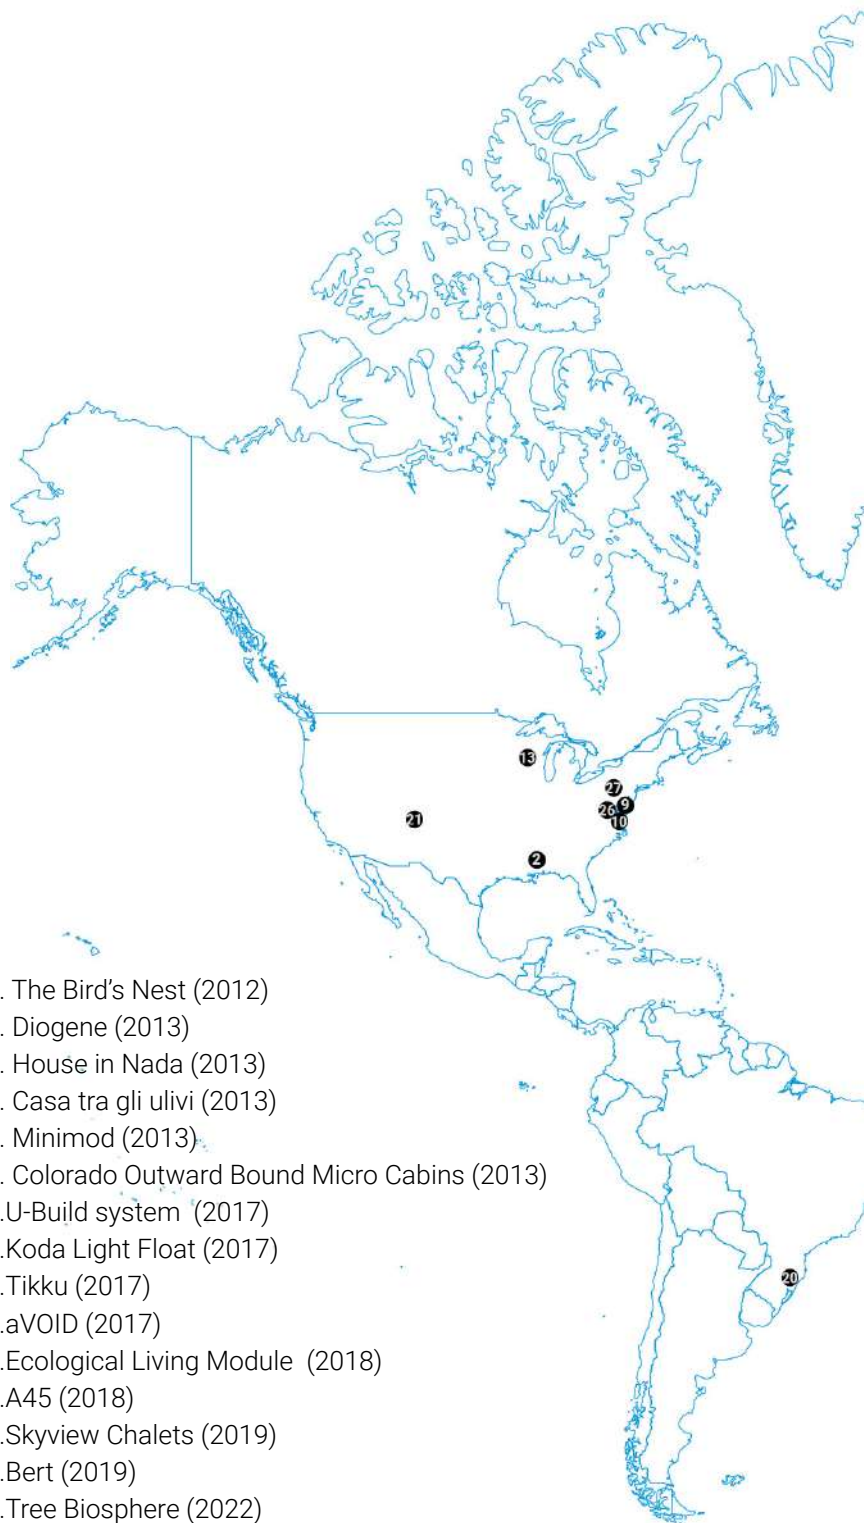 13
27
9
26
10
21
2
20
. The Bird’s Nest (2012)
. Diogene (2013)
. House in Nada (2013)
. Casa tra gli ulivi (2013)
. Minimod (2013)
. Colorado Outward Bound Micro Cabins (2013)
.U-Build system (2017)
.Koda Light Float (2017)
.Tikku (2017)
.aVOID (2017)
.Ecological Living Module (2018)
.A45 (2018)
.Skyview Chalets (2019)
.Bert (2019)
.Tree Biosphere (2022)